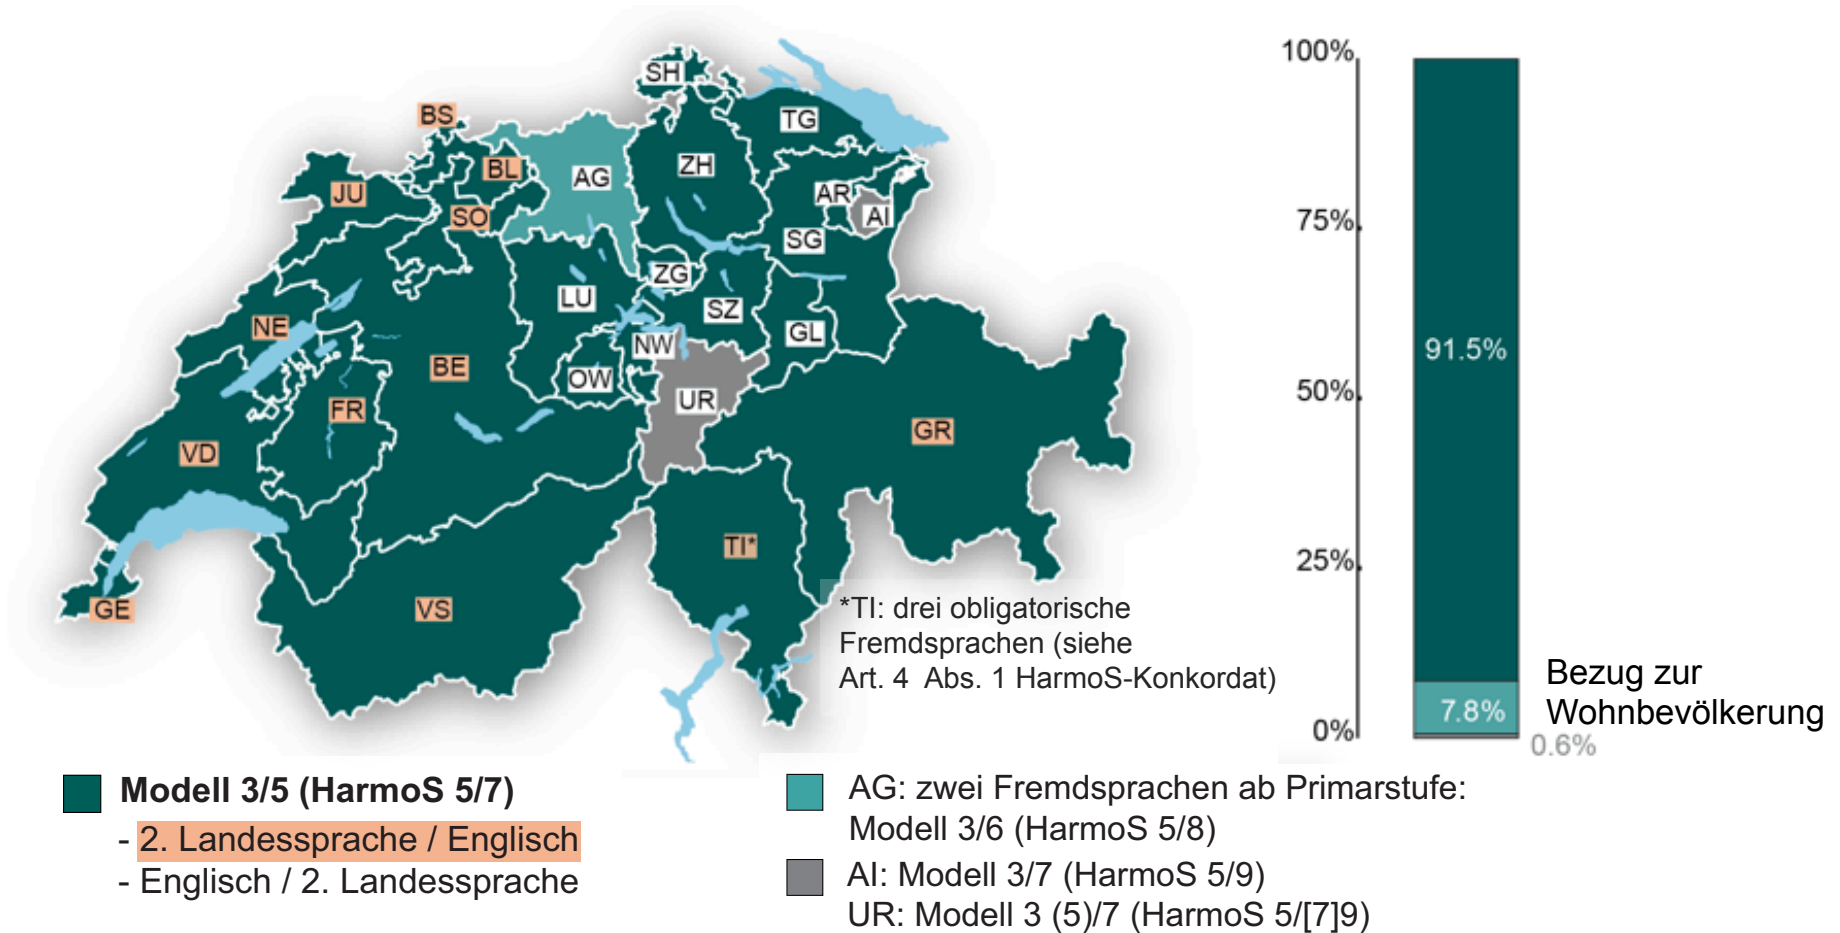 SH
BS
TG
BL
AG
ZH
JU
AR
AI
SO
SG
ZG
LU
SZ
NE
GL
NW
BE
OW
UR
FR
GR
VD
TI*
GE
VS
*TI: drei obligatorische
Fremdsprachen (siehe
Art. 4 Abs. 1 HarmoS-Konkordat)
100%
75%
50%
25%
0%
91.5%
7.8%
0.6%
Bezug zur
Wohnbevölkerung
Modell 3/5 (HarmoS 5/7)
- 2. Landessprache / Englisch
- Englisch / 2. Landessprache
AG: zwei Fremdsprachen ab Primarstufe:
Modell 3/6 (HarmoS 5/8)
AI: Modell 3/7 (HarmoS 5/9)
UR: Modell 3 (5)/7 (HarmoS 5/[7]9)